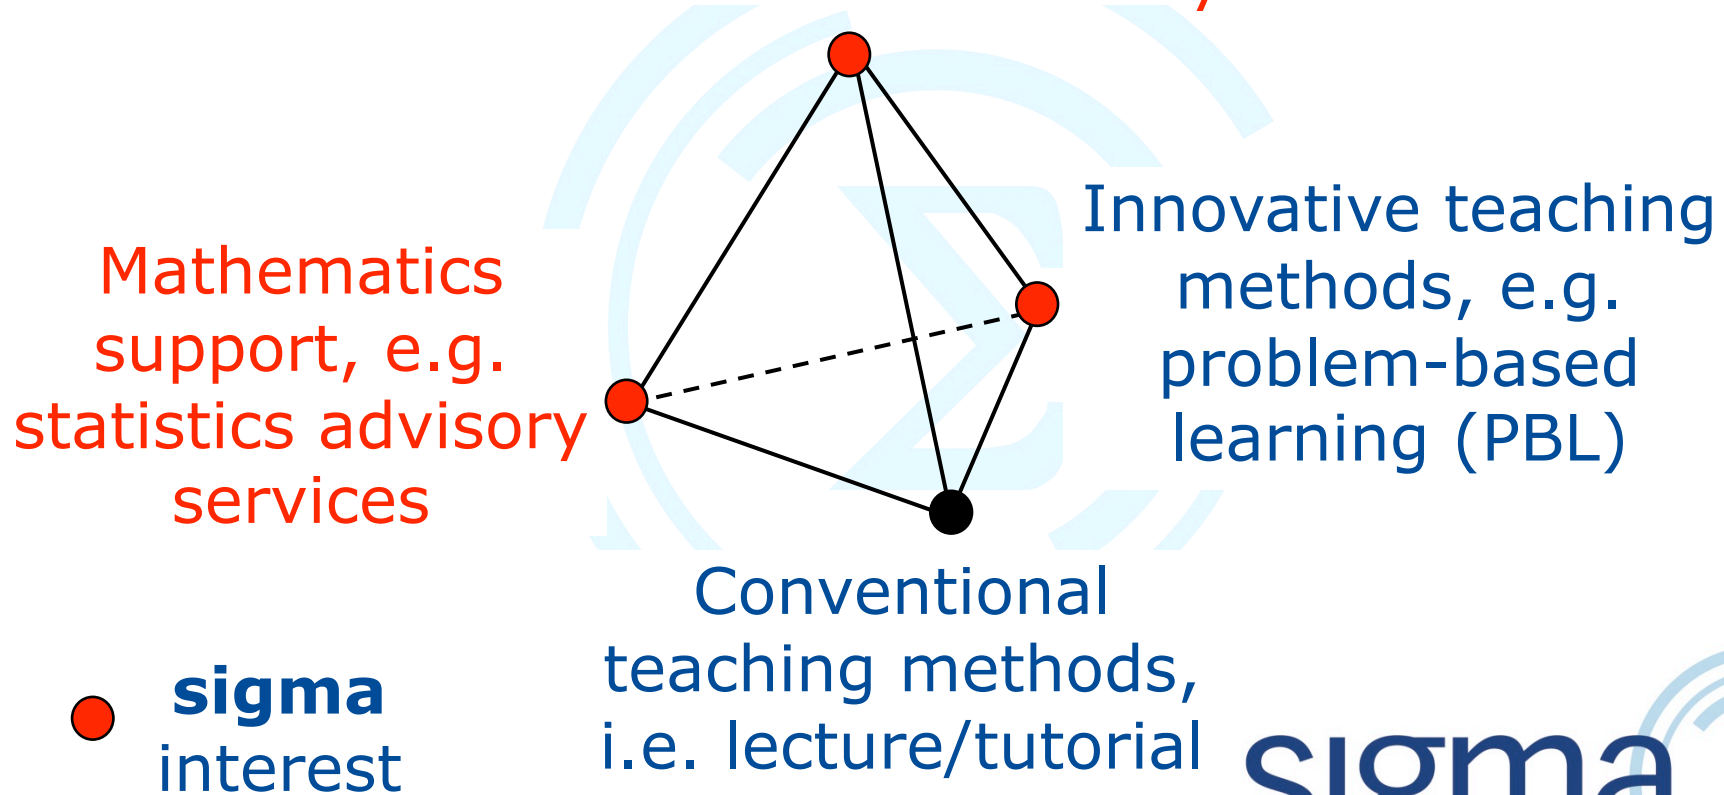 Mathematics
support, e.g.
statistics advisory
services
Innovative teaching
methods, e.g.
problem-based
learning (PBL)
Conventional
teaching methods,
i.e. lecture/tutorial
sigma
interest
sigma